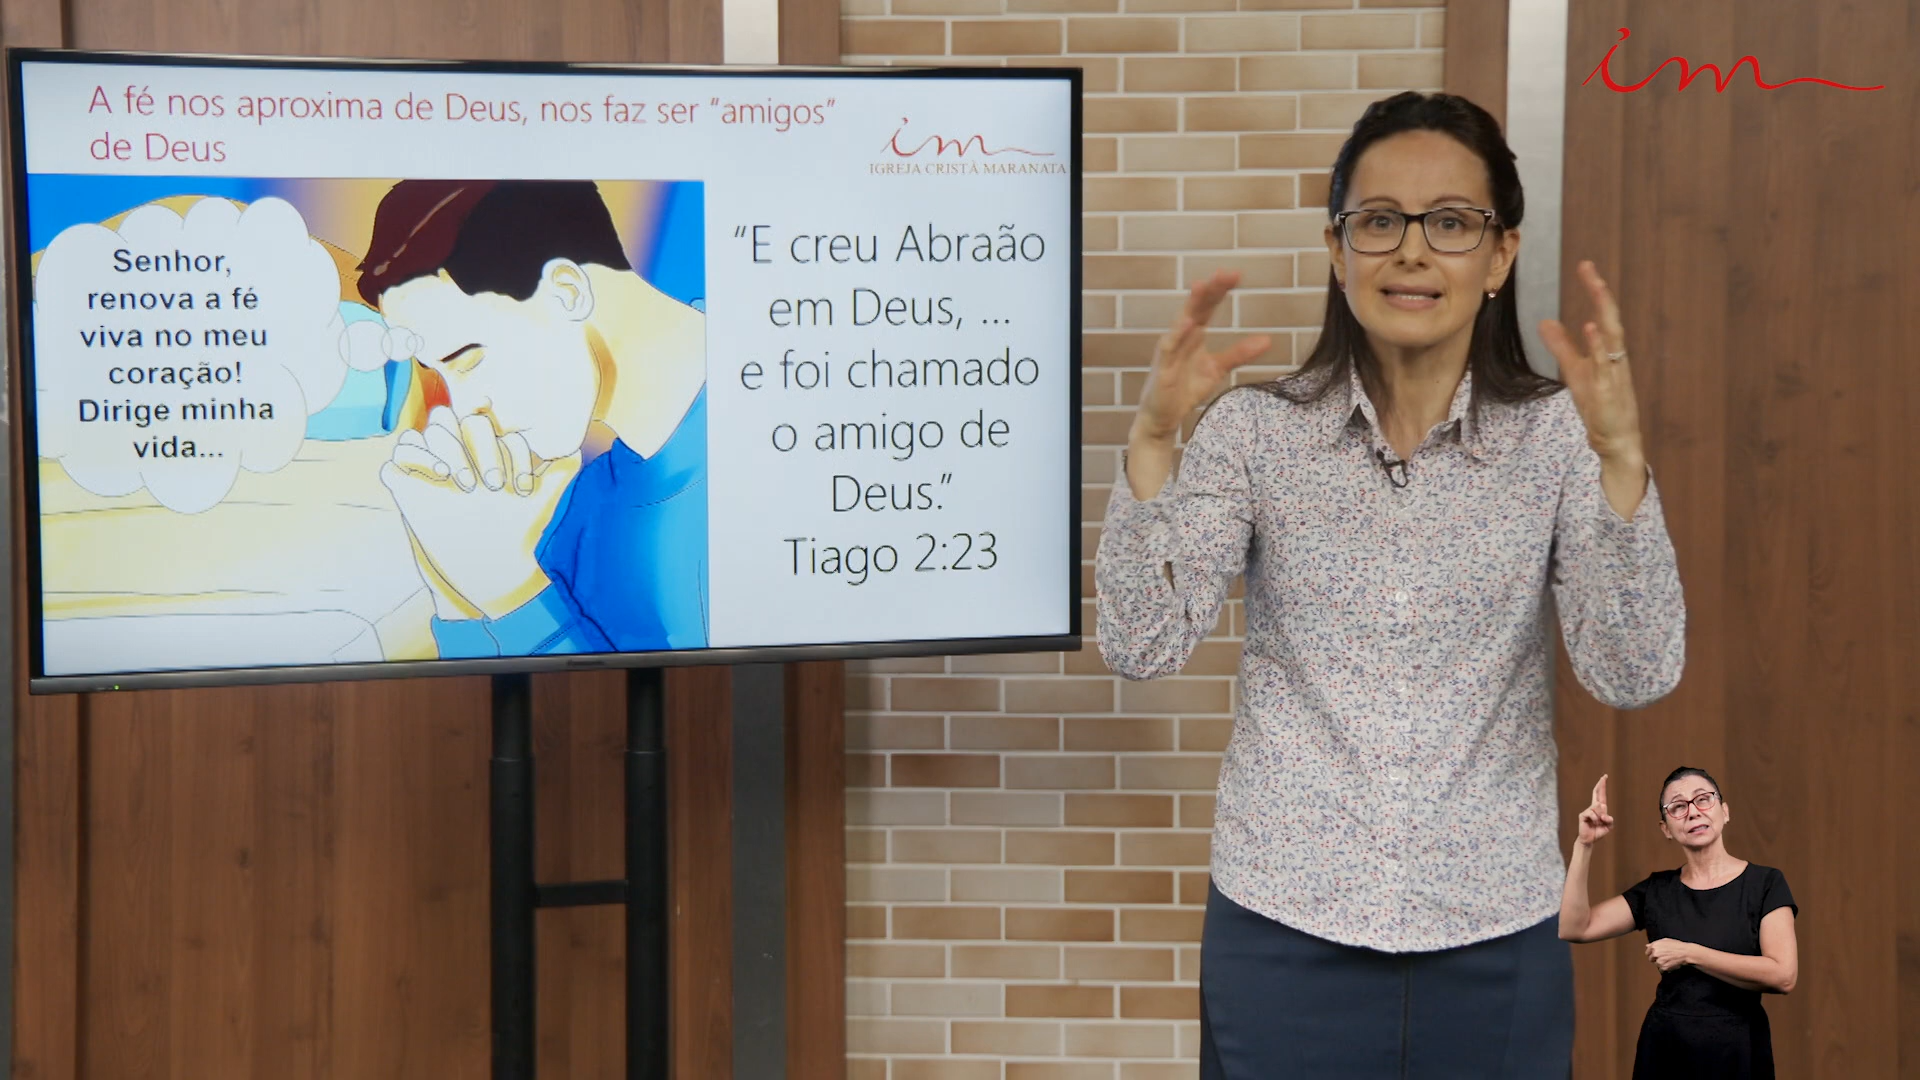 A fé nos aproxima de Deus, nos faz ser “amigos”
de Deus
im
IGREJA CRISTÃ MARANATA
Senhor,
renova a fé
viva no meu
coração!
Dirige minha
vida...
“E creu Abraão
em Deus, ...
e foi chamado
o amigo de
Deus.”
Tiago 2:23
im